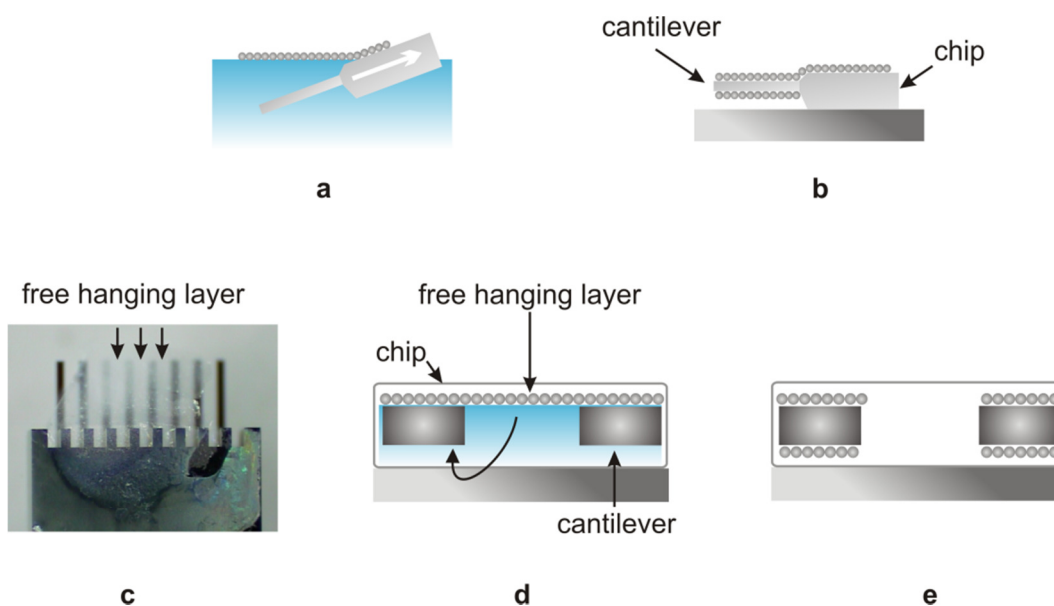 cantilever
chip
a
b
free hanging layer
free hanging layer
chip
cantilever
c
d
e